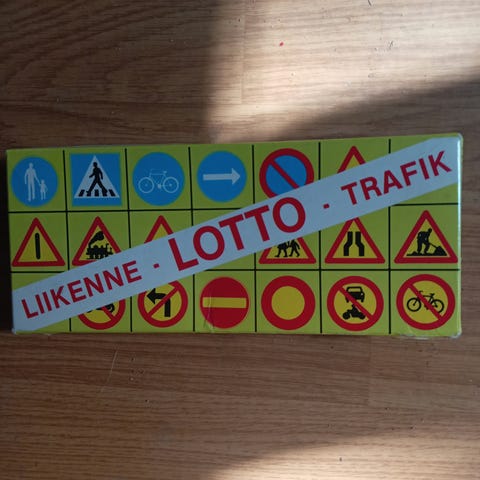 LIIKENNE - LOTTO - TRAFIK